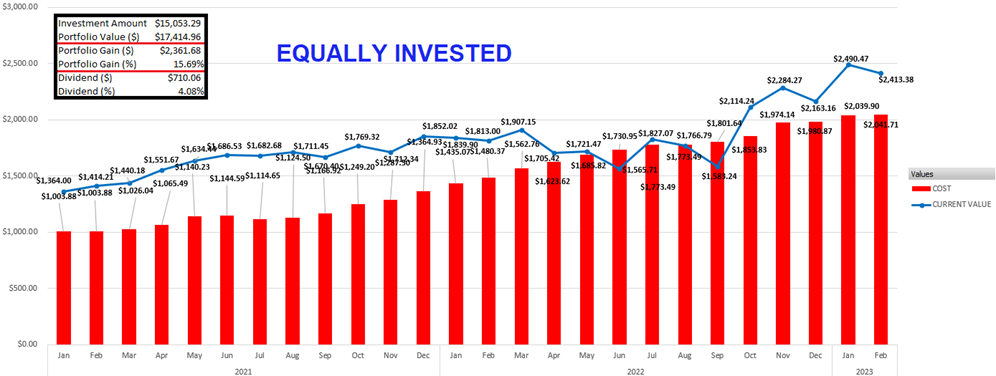 $3,000.00
Investment Amount $15,053.29
Portfolio Value ($) $17,414.96
Portfolio Gain ($) $2,361.68
Portfolio Gain (%) 15.69%
Dividend ($) $710.06
Dividend (%) 4.08%
EQUALLY INVESTED
$2,500.00
$2,000.00
$1,500.00
$1,000.00
$500.00
$0.00
$1,364.00 $1,414.21 $1,440.18 $1,551.67 $1,634.44 $1,686.53 $1,682.68 $1,711.45 $1,670.40 $1,769.32 $1,712.34 $1,852.02 $1,839.90 $1,813.00 $1,907.15 $1,705.42 $1,721.47 $1,565.71 $1,827.07 $1,766.79 $1,583.24 $2,114.24 $2,284.27 $2,163.16 $2,490.47 $2,413.38
$1,003.88 $1,003.88 $1,026.04 $1,065.49 $1,140.23 $1,144.59 $1,114.65 $1,124.50 $1,166.92 $1,249.20 $1,287.50 $1,364.93 $1,435.07 $1,480.37 $1,562.76 $1,623.62 $1,685.82 $1,730.95 $1,773.49 $1,773.49 $1,801.64 $1,853.83 $1,974.14 $1,980.87 $2,039.90 $2,041.71
Jan Feb Mar Apr May Jun Jul Aug Sep Oct Nov Dec Jan Feb Mar Apr May Jun Jul Aug Sep Oct Nov Dec Jan Feb
2021 2022 2023
Values
COST
CURRENT VALUE